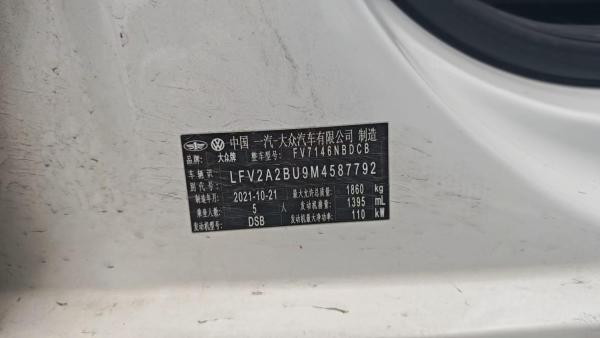 中国 一汽-大众汽车有限公司 制造
品牌: 大众牌 整车型号: FV7146NBDCB
车辆识别代号: LFV2A2BU9M4587792
制造年月 2021-10-21 最大允许总质量: 1860 kg
乘坐人数: 5 人 发动机排量: 1395 mL
发动机型号: DSB 发动机最大净功率: 110 kW